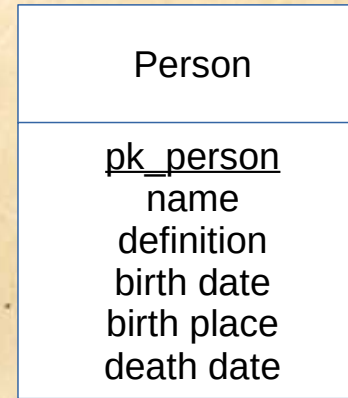 Person
pk_person
name
definition
birth date
birth place
death date